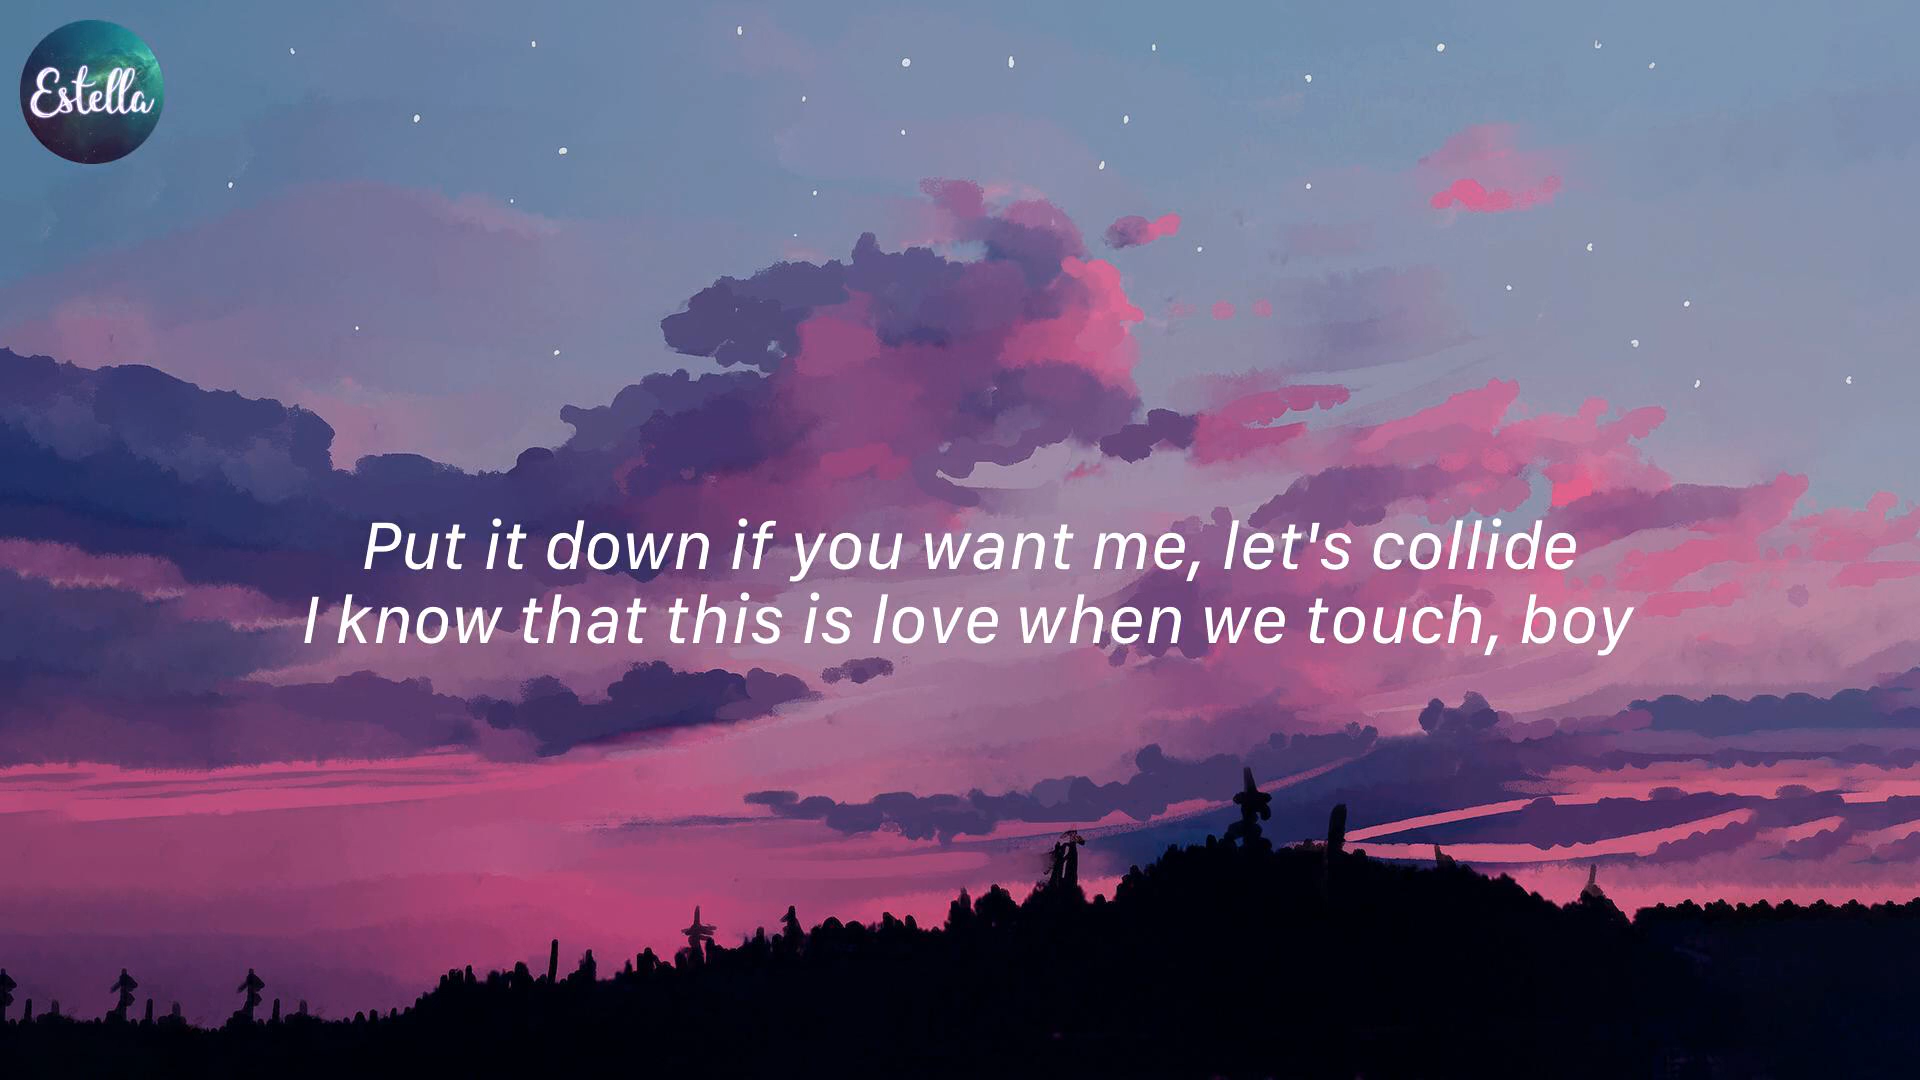 Estella
Put it down if you want me, let's collide
I know that this is love when we touch, boy